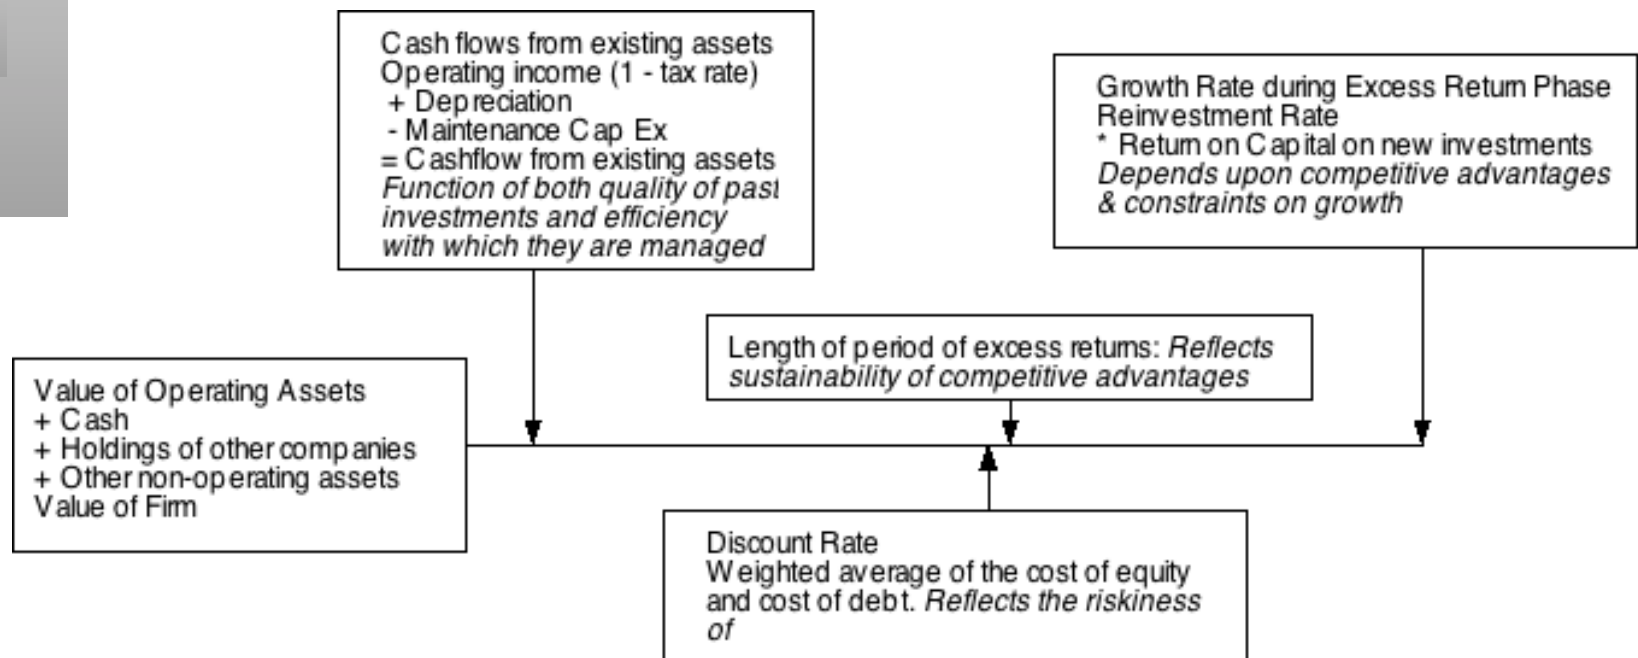 Cash flows from existing assets
Operating income (1 - tax rate)
+ Depreciation
- Maintenance Cap Ex
= Cashflow from existing assets
Function of both quality of past
investments and efficiency
with which they are managed
Growth Rate during Excess Return Phase
Reinvestment Rate
* Return on Capital on new investments
Depends upon competitive advantages
& constraints on growth
Length of period of excess returns: Reflects
sustainability of competitive advantages
Value of Operating Assets
+ Cash
+ Holdings of other companies
+ Other non-operating assets
Value of Firm
Discount Rate
Weighted average of the cost of equity
and cost of debt. Reflects the riskiness
of